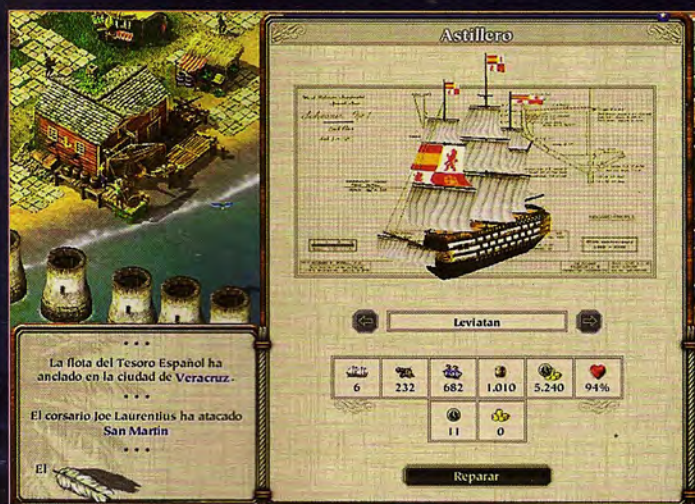 Astillero
Leviatan
6 232 682 1.010 5.240 94%
11 0
Reparar
• • •
La flota del Tesoro Español ha
anclado en la ciudad de Veracruz.
• • •
El corsario Joe Laurentius ha atacado
San Martin
• • •
El